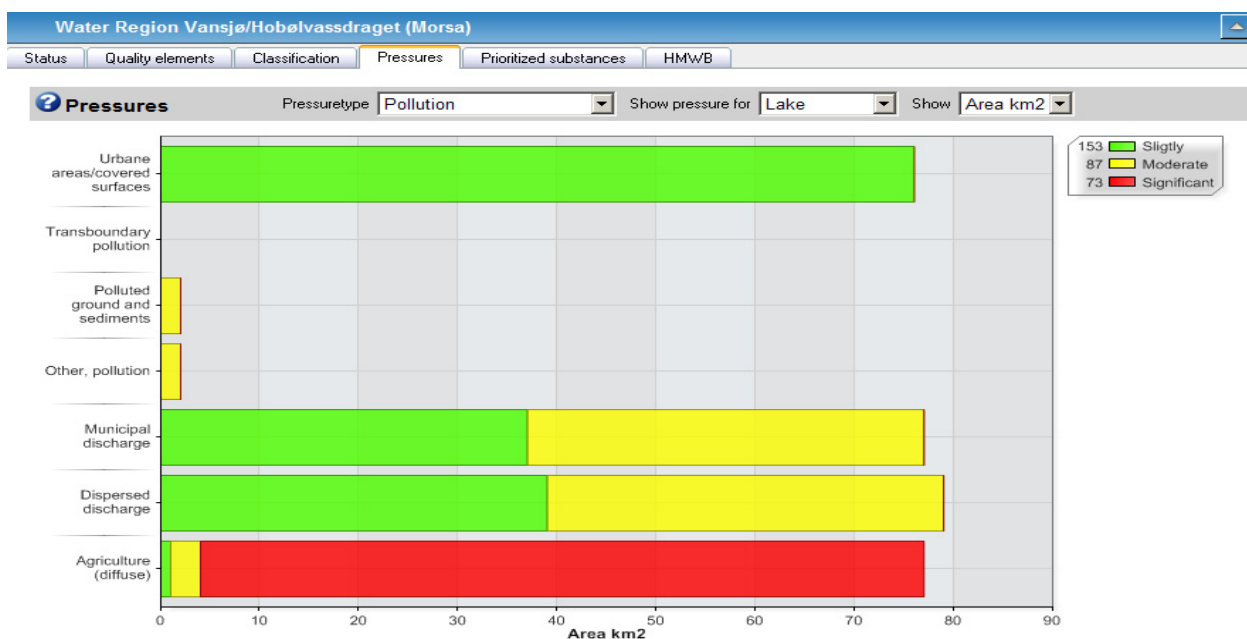 Water Region Vansjø/Hobølvassdraget (Morsa)
Status Quality elements Classification Pressures Prioritized substances HMWB
? Pressures Pressuretype Pollution Show pressure for Lake Show Area km2
153 Sligtly
87 Moderate
73 Significant
Urbane
areas/covered
surfaces
Transboundary
pollution
Polluted
ground and
sediments
Other, pollution
Municipal
discharge
Dispersed
discharge
Agriculture
(diffuse)
0 10 20 30 40 50 60 70 80 90
Area km2